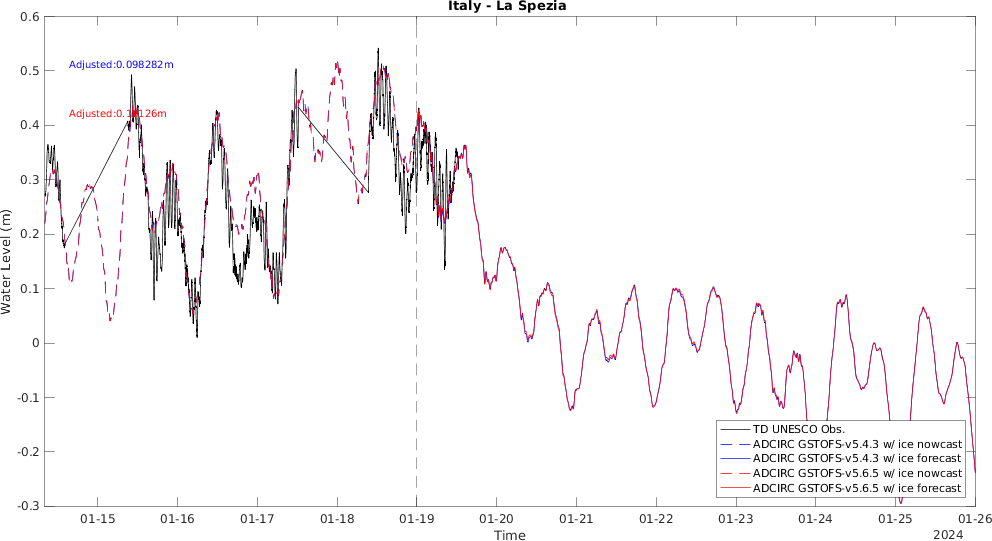 Italy - La Spezia
0.6
0.5
0.4
0.3
0.2
0.1
0
-0.1
-0.2
-0.3
Water Level (m)
Adjusted:0.098282m
TD UNESCO Obs.
ADCIRC GSTOFS-v5.4.3 w/ ice nowcast
ADCIRC GSTOFS-v5.4.3 w/ ice forecast
ADCIRC GSTOFS-v5.6.5 w/ ice nowcast
ADCIRC GSTOFS-v5.6.5 w/ ice forecast
01-15 01-16 01-17 01-18 01-19 01-20 01-21 01-22 01-23 01-24 01-25 01-26
Time
2024